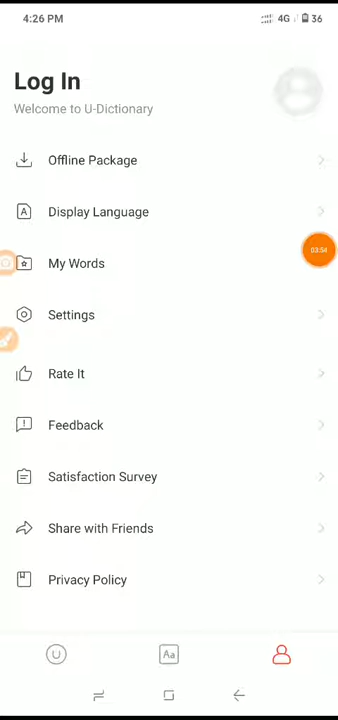 4:26 PM 4G 36
Log In
Welcome to U-Dictionary
Offline Package
A Display Language
03:54
My Words
Settings
Rate It
Feedback
Satisfaction Survey
Share with Friends
Privacy Policy
U Aa